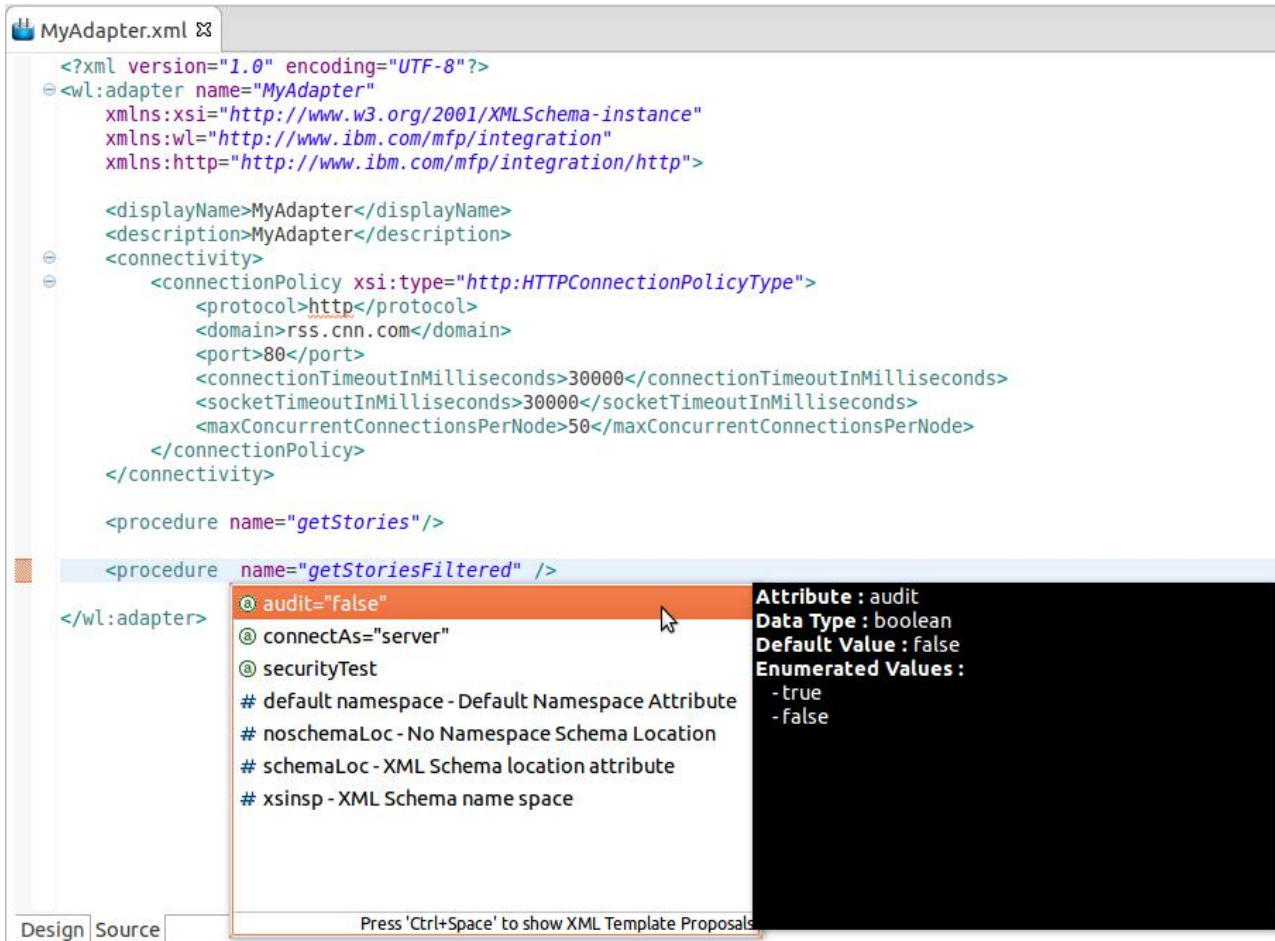 MyAdapter.xml
<?xml version="1.0" encoding="UTF-8"?>
<wl:adapter name="MyAdapter"
xmlns:xsi="http://www.w3.org/2001/XMLSchema-instance"
xmlns:wl="http://www.ibm.com/mfp/integration"
xmlns:http="http://www.ibm.com/mfp/integration/http">
<displayName>MyAdapter</displayName>
<description>MyAdapter</description>
<connectivity>
<connectionPolicy xsi:type="http:HTTPConnectionPolicyType">
<protocol>http</protocol>
<domain>rss.cnn.com</domain>
<port>80</port>
<connectionTimeoutInMilliseconds>30000</connectionTimeoutInMilliseconds>
<socketTimeoutInMilliseconds>30000</socketTimeoutInMilliseconds>
<maxConcurrentConnectionsPerNode>50</maxConcurrentConnectionsPerNode>
</connectionPolicy>
</connectivity>
<procedure name="getStories"/>
<procedure  name="getStoriesFiltered" />
</wl:adapter>
@ audit="false"
@ connectAs="server"
@ securityTest
# default namespace - Default Namespace Attribute
# noschemaLoc - No Namespace Schema Location
# schemaLoc - XML Schema location attribute
# xsinsp - XML Schema name space
Press 'Ctrl+Space' to show XML Template Proposals
Attribute : audit
Data Type : boolean
Default Value : false
Enumerated Values :
- true
- false
Design Source